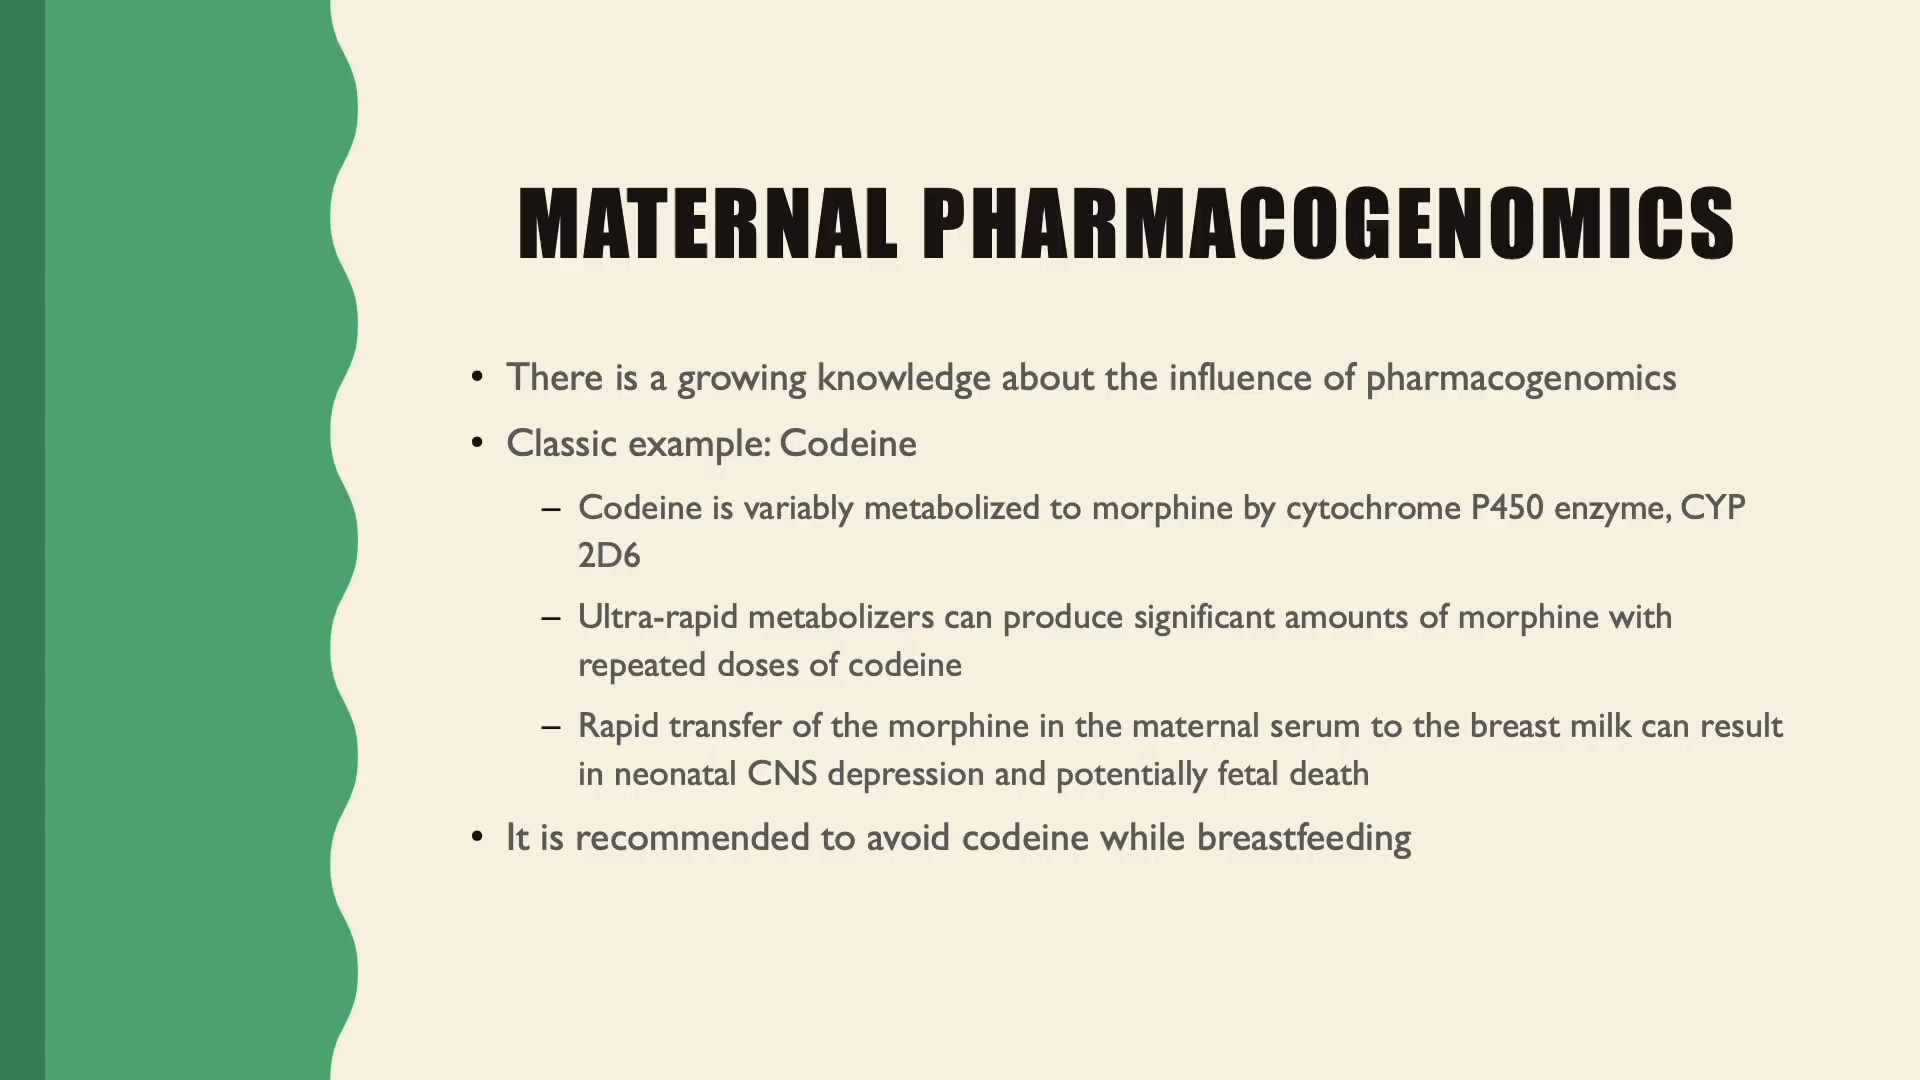 MATERNAL PHARMACOGENOMICS
• There is a growing knowledge about the influence of pharmacogenomics
• Classic example: Codeine
– Codeine is variably metabolized to morphine by cytochrome P450 enzyme, CYP
2D6
– Ultra-rapid metabolizers can produce significant amounts of morphine with
repeated doses of codeine
– Rapid transfer of the morphine in the maternal serum to the breast milk can result
in neonatal CNS depression and potentially fetal death
• It is recommended to avoid codeine while breastfeeding